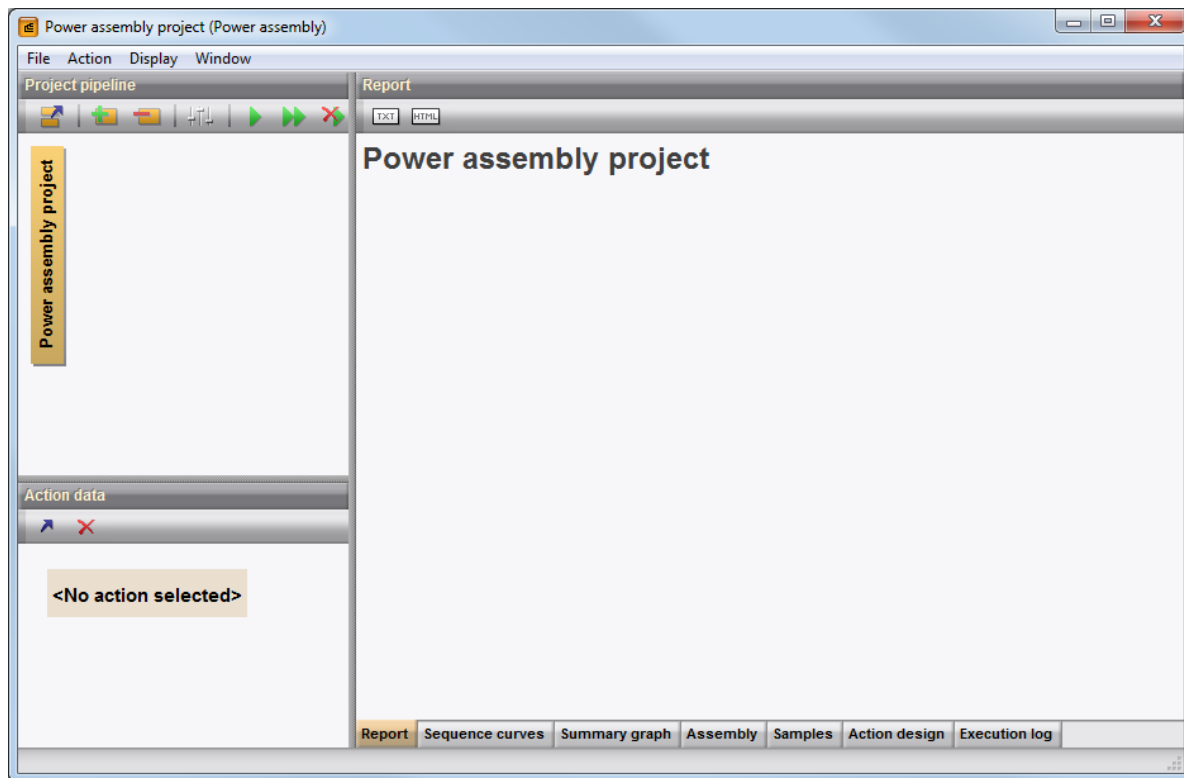 Power assembly project (Power assembly)
File Action Display Window
Project pipeline
Report
TXT HTML
Power assembly project
Power assembly project
Action data
<No action selected>
Report Sequence curves Summary graph Assembly Samples Action design Execution log